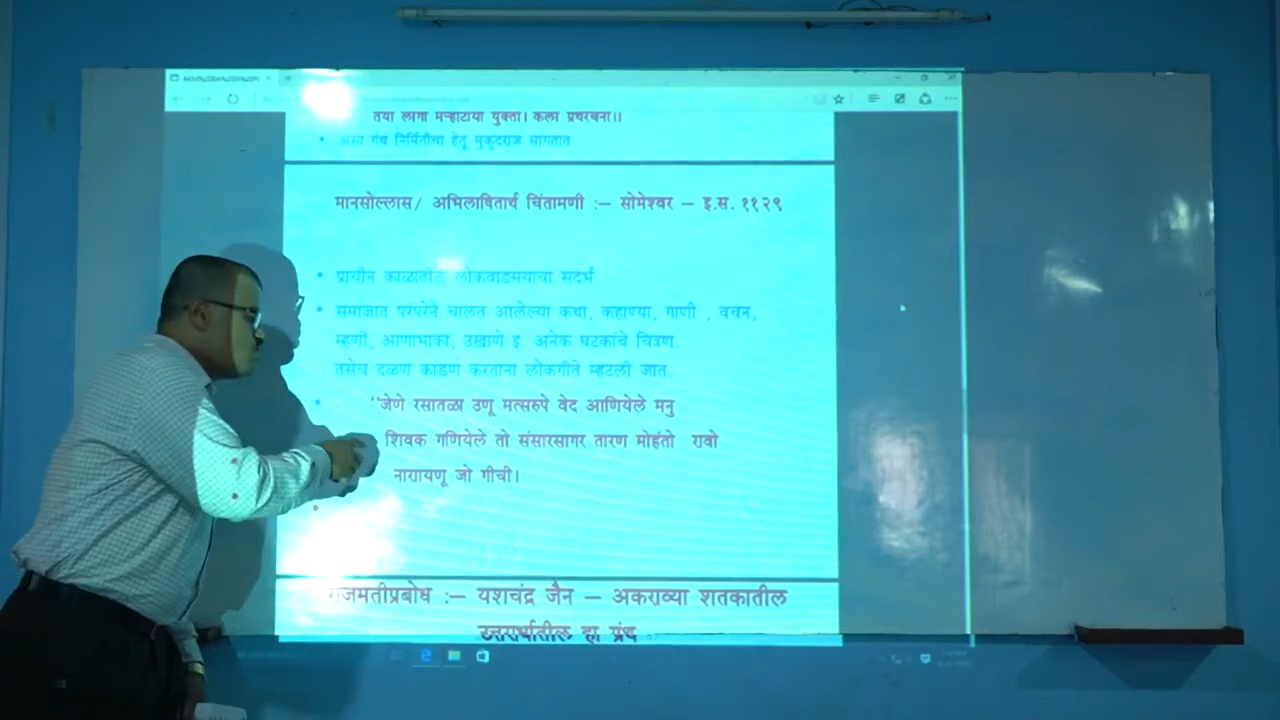 तया लागा मऱ्हाटाया युक्ता। कला ग्रंथरचना।।
• असा ग्रंथ निर्मितीचा हेतू मुकुंदराज सांगतात
मानसोल्लास/ अभिलाषितार्थ चिंतामणी :– सोमेश्वर – इ.स. ११२९
• प्राचीन काळातील लोकवाङमयाचा संदर्भ
• समाजात परंपरेने चालत आलेल्या कथा, कहाण्या, गाणी , वचन,
म्हणी, आणाभाका, उखाणे इ. अनेक घटकांचे चित्रण.
तसेच दळण कांडण करताना लोकगीते म्हटली जात.
• "जेणे रसातळा उणू मत्सरुपे वेद आणियेले मनु
शिवक गणियेले तो संसारसागर तारण मोहंतो रावो
नाराायणू जो गीची।
राजमतीप्रबोध :– यशचंद्र जैन – अकराव्या शतकातील
उत्तरार्धातील हा ग्रंथ